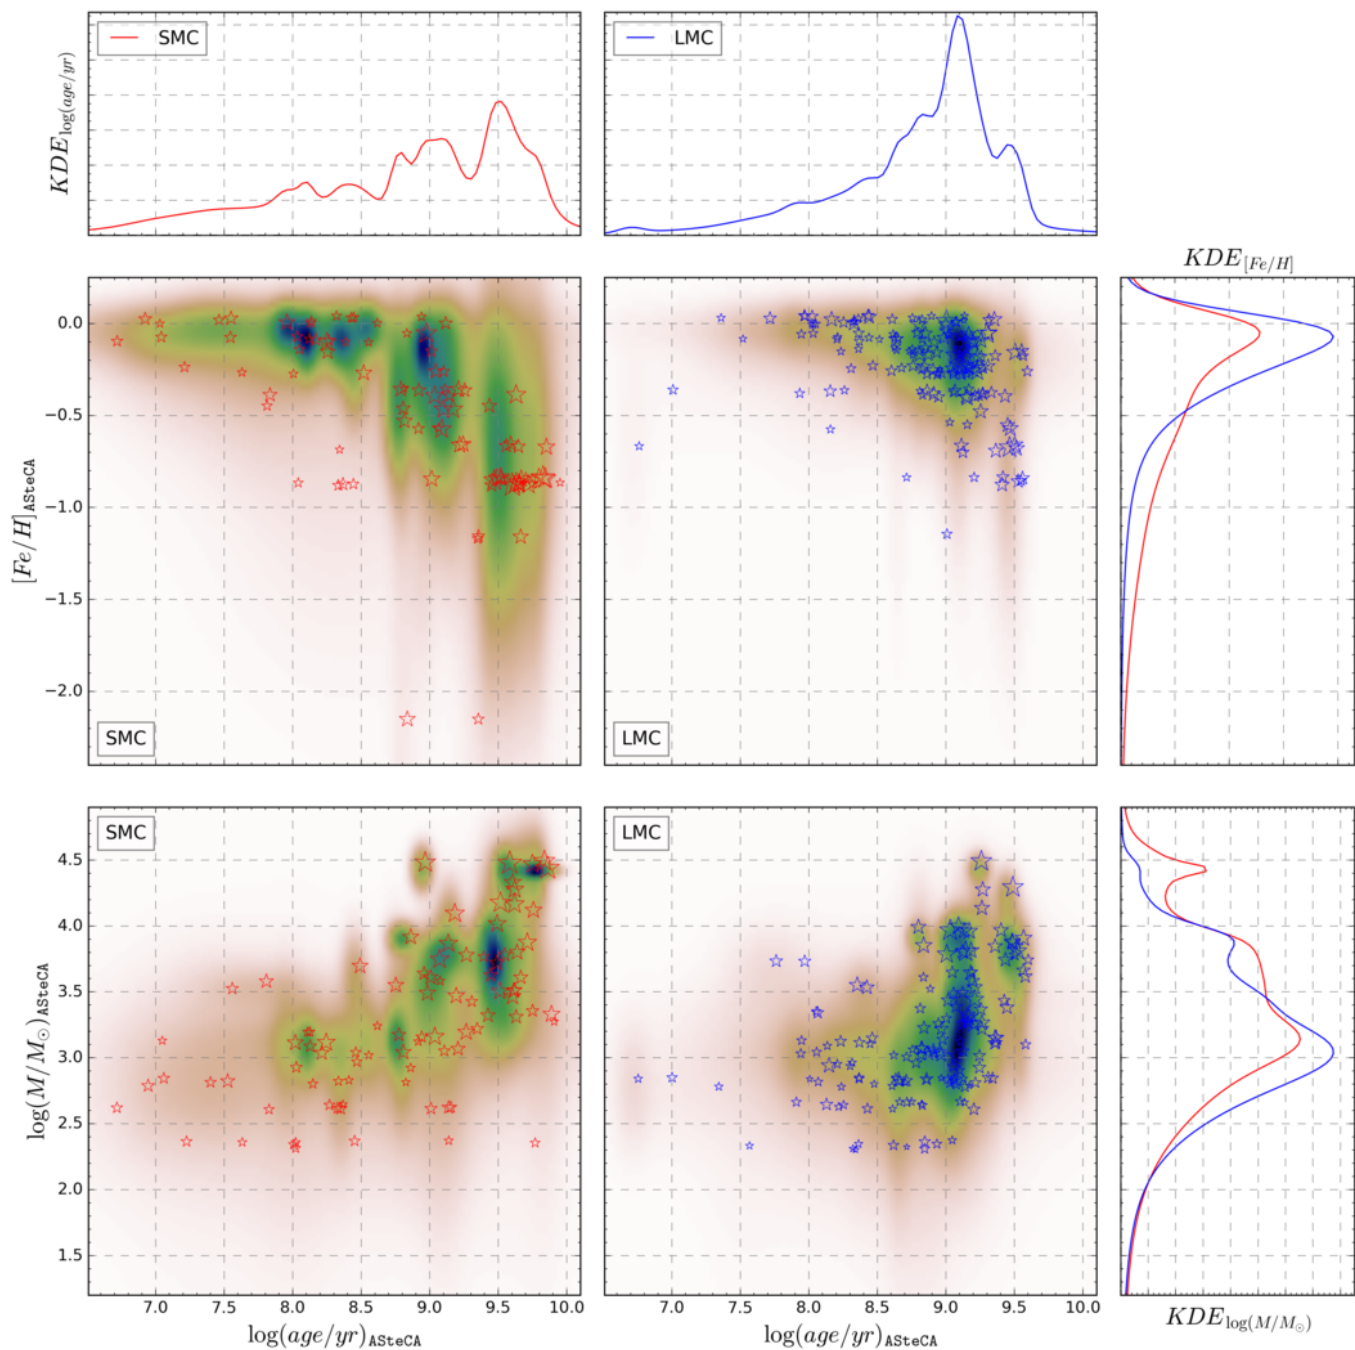 SMC
LMC
KDE_log(age/yr)
KDE_[Fe/H]
0.0
−0.5
−1.0
−1.5
−2.0
[Fe/H]_ASteCA
SMC
LMC
SMC
LMC
4.5
4.0
3.5
3.0
2.5
2.0
1.5
log(M/M⊙)_ASteCA
7.0 7.5 8.0 8.5 9.0 9.5 10.0
7.0 7.5 8.0 8.5 9.0 9.5 10.0
log(age/yr)_ASteCA
log(age/yr)_ASteCA
KDE_log(M/M⊙)